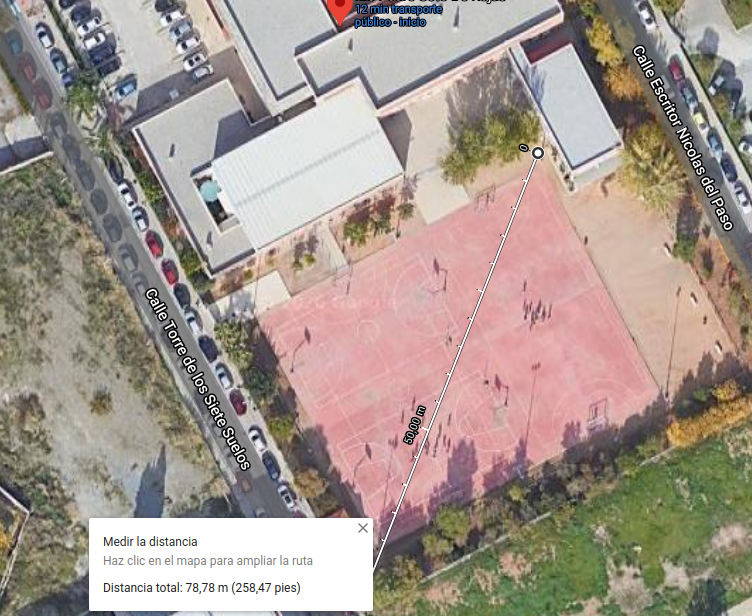 12 min transporte
público - inicio
Calle Escritor Nicolas del Paso
0
Calle Torre de los Siete Suelos
50,00 m
Medir la distancia
Haz clic en el mapa para ampliar la ruta
Distancia total: 78,78 m (258,47 pies)